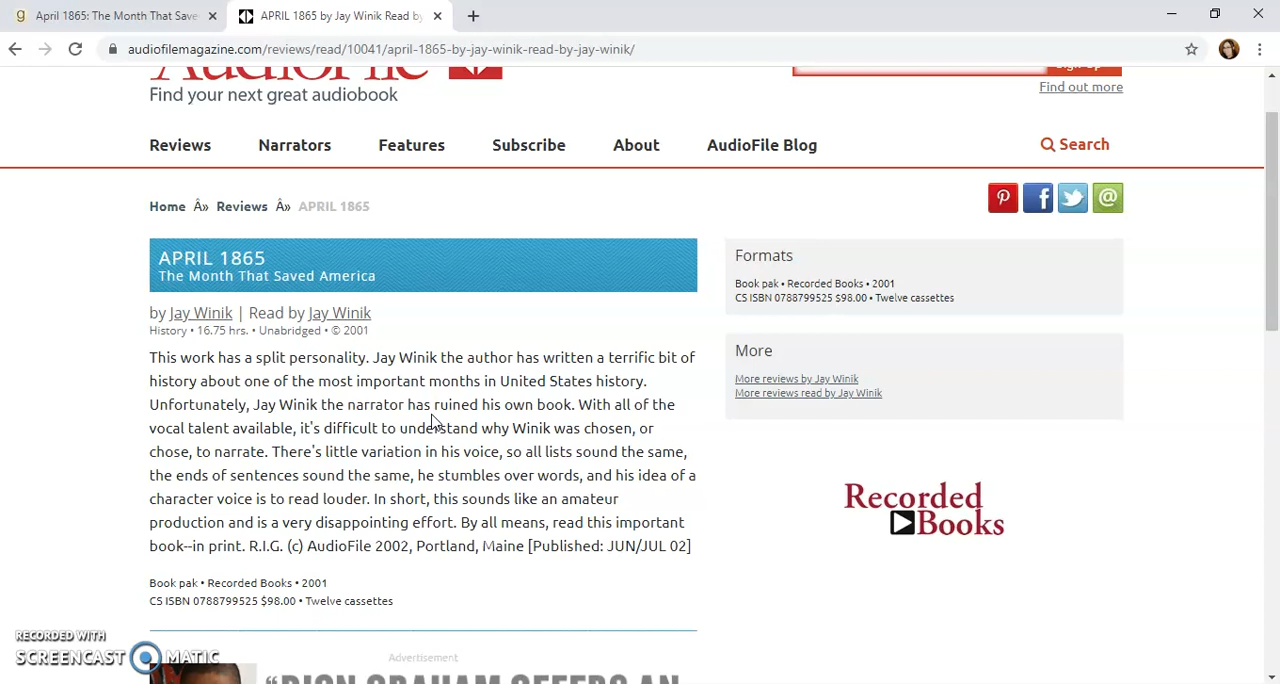 April 1865: The Month That Save
APRIL 1865 by Jay Winik Read by
audiofilemagazine.com/reviews/read/10041/april-1865-by-jay-winik-read-by-jay-winik/
AudioFile
Sign Up
Find your next great audiobook
Find out more
Reviews Narrators Features Subscribe About AudioFile Blog Search
Home Â» Reviews Â» APRIL 1865
APRIL 1865
The Month That Saved America
by Jay Winik | Read by Jay Winik
History • 16.75 hrs. • Unabridged • © 2001
This work has a split personality. Jay Winik the author has written a terrific bit of
history about one of the most important months in United States history.
Unfortunately, Jay Winik the narrator has ruined his own book. With all of the
vocal talent available, it's difficult to understand why Winik was chosen, or
chose, to narrate. There's little variation in his voice, so all lists sound the same,
the ends of sentences sound the same, he stumbles over words, and his idea of a
character voice is to read louder. In short, this sounds like an amateur
production and is a very disappointing effort. By all means, read this important
book--in print. R.I.G. (c) AudioFile 2002, Portland, Maine [Published: JUN/JUL 02]
Book pak • Recorded Books • 2001
CS ISBN 0788799525 $98.00 • Twelve cassettes
Formats
Book pak • Recorded Books • 2001
CS ISBN 0788799525 $98.00 • Twelve cassettes
More
More reviews by Jay Winik
More reviews read by Jay Winik
Recorded
Books
Advertisement
“DION GRAHAM OFFERS AN
RECORDED WITH
SCREENCAST MATIC